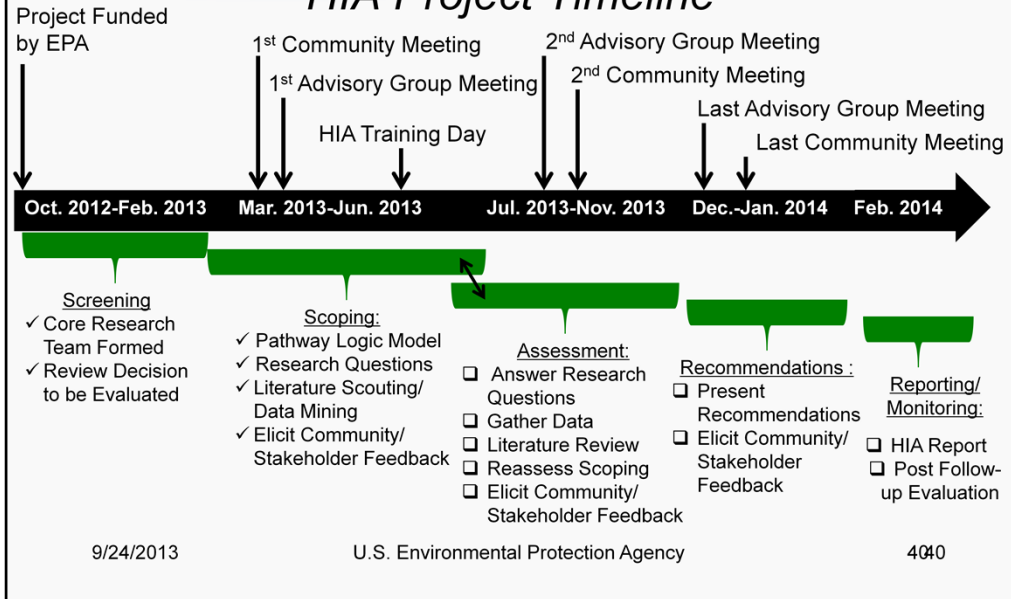 HIA Project Timeline
Project Funded
by EPA
1st Community Meeting
1st Advisory Group Meeting
HIA Training Day
2nd Advisory Group Meeting
2nd Community Meeting
Last Advisory Group Meeting
Last Community Meeting
Oct. 2012-Feb. 2013
Mar. 2013-Jun. 2013
Jul. 2013-Nov. 2013
Dec.-Jan. 2014
Feb. 2014
Screening
✓ Core Research
Team Formed
✓ Review Decision
to be Evaluated
Scoping:
✓ Pathway Logic Model
✓ Research Questions
✓ Literature Scouting/
Data Mining
✓ Elicit Community/
Stakeholder Feedback
Assessment:
❑ Answer Research
Questions
❑ Gather Data
❑ Literature Review
❑ Reassess Scoping
❑ Elicit Community/
Stakeholder Feedback
Recommendations :
❑ Present
Recommendations
❑ Elicit Community/
Stakeholder
Feedback
Reporting/
Monitoring:
❑ HIA Report
❑ Post Follow-
up Evaluation
9/24/2013
U.S. Environmental Protection Agency
4040